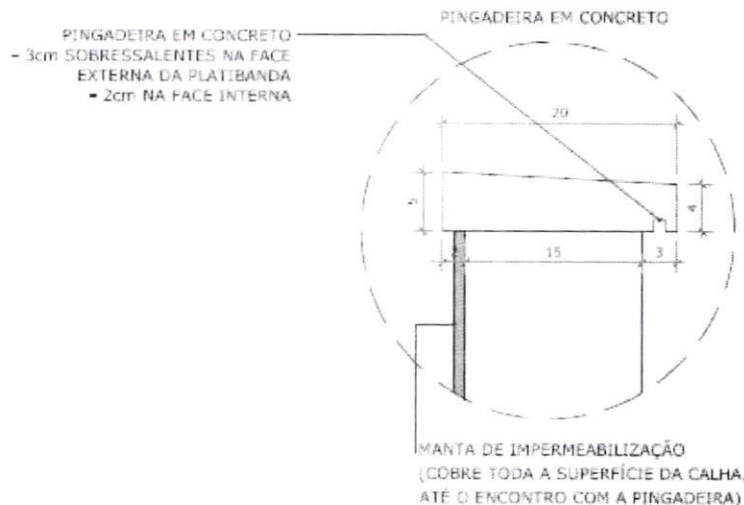 PINGADEIRA EM CONCRETO
PINGADEIRA EM CONCRETO
- 3cm SOBRESSALENTES NA FACE
EXTERNA DA PLATIBANDA
- 2cm NA FACE INTERNA
20
5
4
15
3
MANTA DE IMPERMEABILIZAÇÃO
(COBRE TODA A SUPERFÍCIE DA CALHA,
ATÉ O ENCONTRO COM A PINGADEIRA)